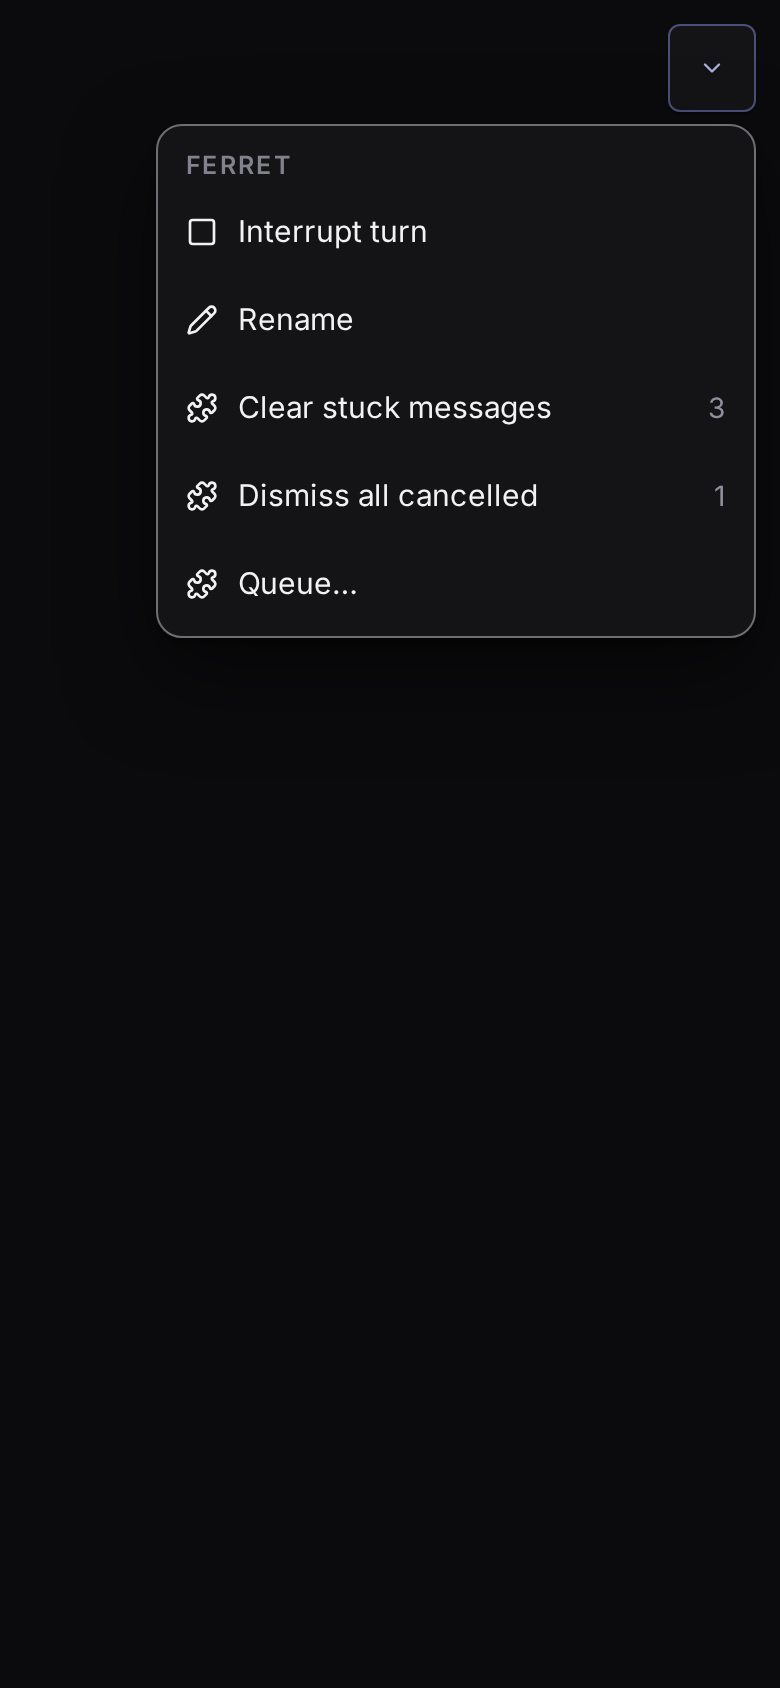 FERRET
Interrupt turn
Rename
Clear stuck messages 3
Dismiss all cancelled 1
Queue...